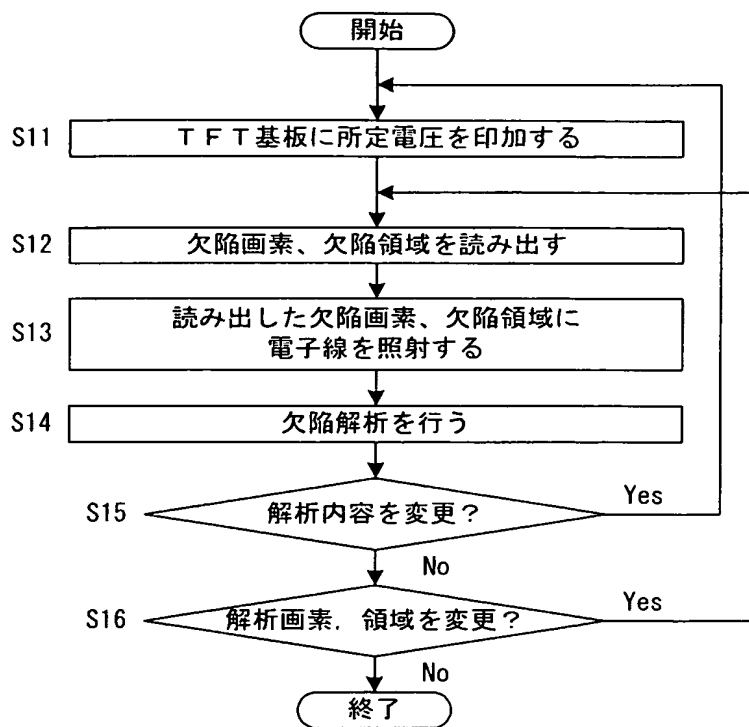 開始
S11 TFT基板に所定電圧を印加する
S12 欠陥画素、欠陥領域を読み出す
S13 読み出した欠陥画素、欠陥領域に
電子線を照射する
S14 欠陥解析を行う
S15 解析内容を変更? Yes
No
S16 解析画素．領域を変更? Yes
No
終了